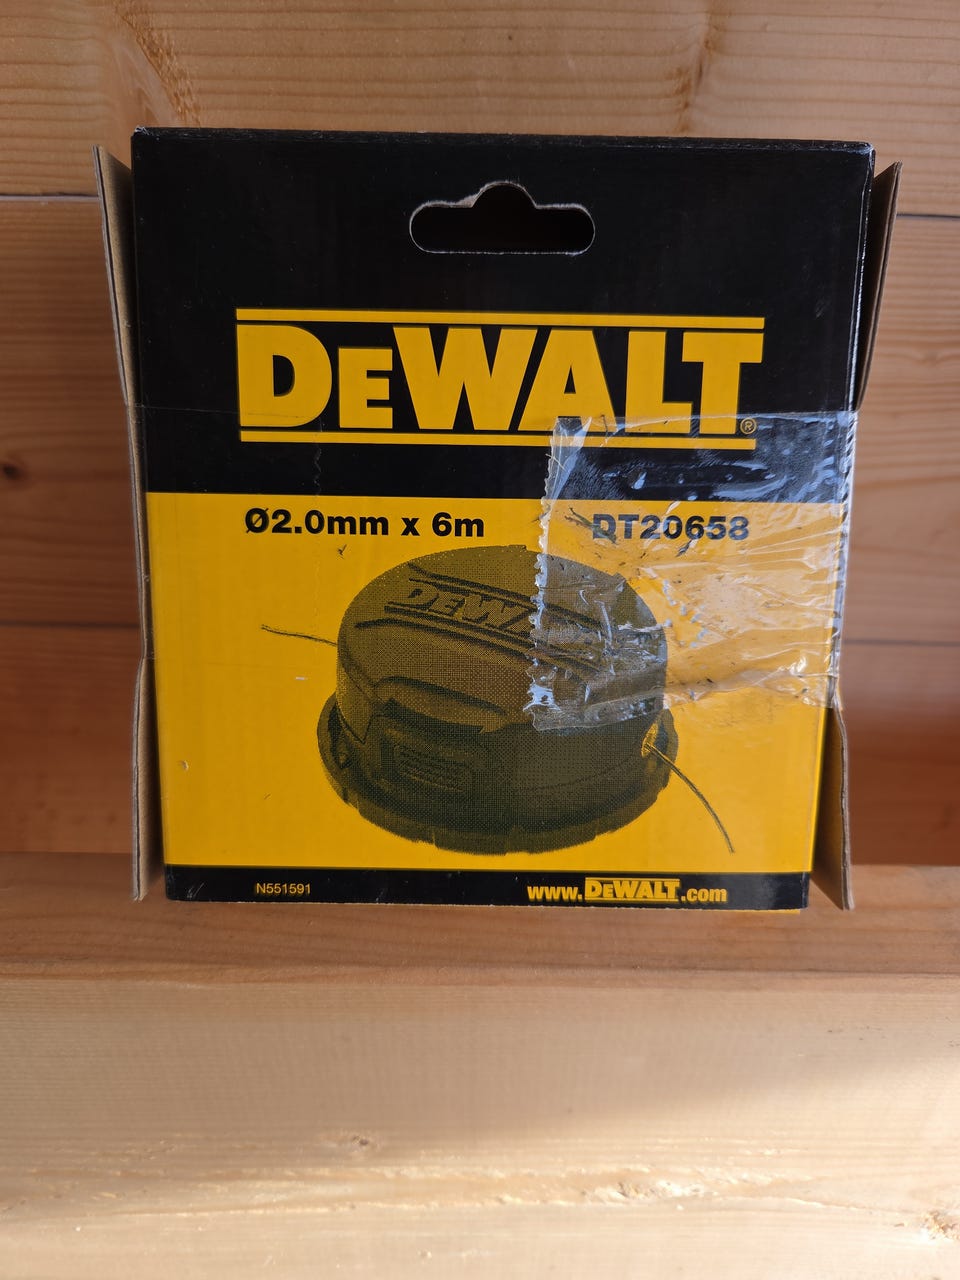 DEWALT®
Ø2.0mm x 6m DT20658
DEWALT
N551591 www.DEWALT.com